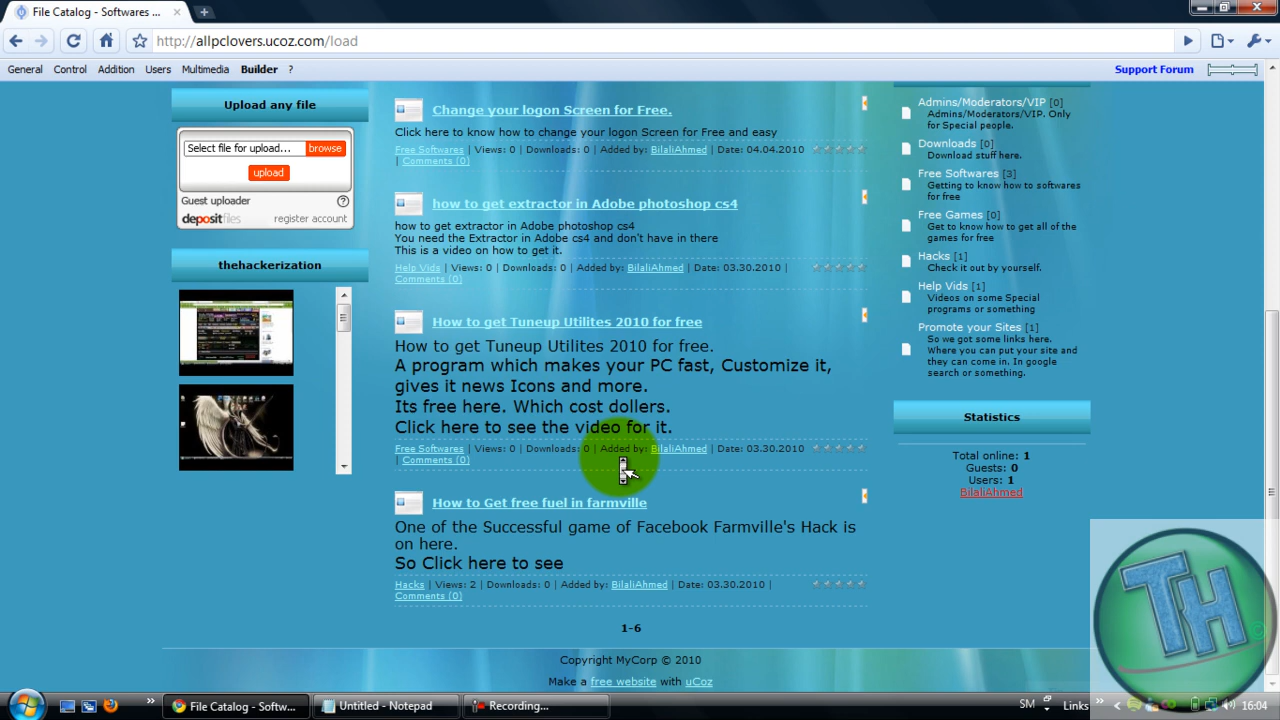 File Catalog - Softwares ...
http://allpclovers.ucoz.com/load
General Control Addition Users Multimedia Builder ? Support Forum
Upload any file
Select file for upload... browse
upload
Guest uploader
depositfiles register account
thehackerization
Change your logon Screen for Free.
Click here to know how to change your logon Screen for Free and easy
Free Softwares | Views: 0 | Downloads: 0 | Added by: BilaliAhmed | Date: 04.04.2010
| Comments (0)
how to get extractor in Adobe photoshop cs4
how to get extractor in Adobe photoshop cs4
You need the Extractor in Adobe cs4 and don't have in there
This is a video on how to get it.
Help Vids | Views: 0 | Downloads: 0 | Added by: BilaliAhmed | Date: 03.30.2010 |
Comments (0)
How to get Tuneup Utilites 2010 for free
How to get Tuneup Utilites 2010 for free.
A program which makes your PC fast, Customize it,
gives it news Icons and more.
Its free here. Which cost dollers.
Click here to see the video for it.
Free Softwares | Views: 0 | Downloads: 0 | Added by: BilaliAhmed | Date: 03.30.2010
| Comments (0)
How to Get free fuel in farmville
One of the Successful game of Facebook Farmville's Hack is
on here.
So Click here to see
Hacks | Views: 2 | Downloads: 0 | Added by: BilaliAhmed | Date: 03.30.2010 |
Comments (0)
1-6
Admins/Moderators/VIP [0]
Admins/Moderators/VIP. Only
for Special people.
Downloads [0]
Download stuff here.
Free Softwares [3]
Getting to know how to softwares
for free
Free Games [0]
Get to know how to get all of the
games for free
Hacks [1]
Check it out by yourself.
Help Vids [1]
Videos on some Special
programs or something
Promote your Sites [1]
So we got some links here.
Where you can put your site and
they can come in. In google
search or something.
Statistics
Total online: 1
Guests: 0
Users: 1
BilaliAhmed
Copyright MyCorp © 2010
Make a free website with uCoz
TH
File Catalog - Softw... Untitled - Notepad Recording... SM Links 16:04